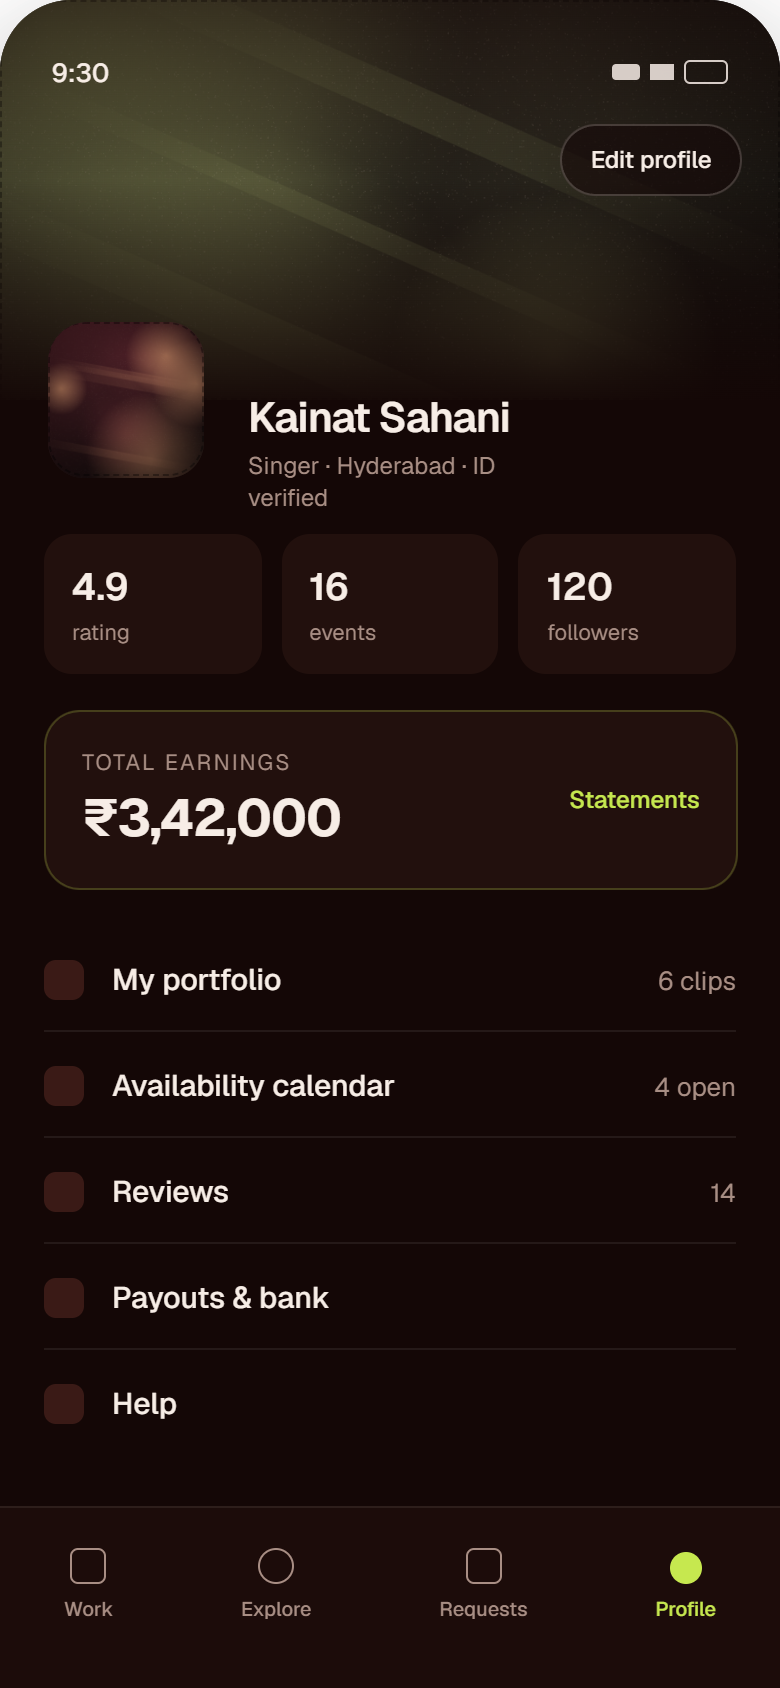 9:30
Edit profile
Kainat Sahani
Singer · Hyderabad · ID
verified
4.9
rating
16
events
120
followers
TOTAL EARNINGS
₹3,42,000
Statements
My portfolio
6 clips
Availability calendar
4 open
Reviews
14
Payouts & bank
Help
Work
Explore
Requests
Profile